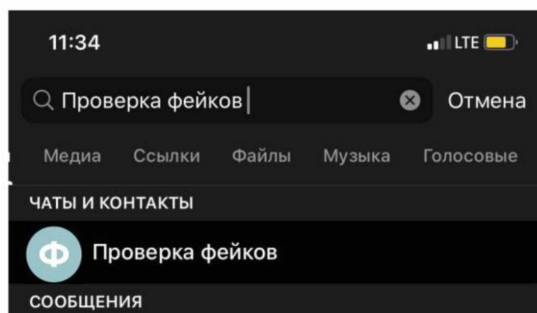 11:34 LTE
Проверка фейков Отмена
Медиа Ссылки Файлы Музыка Голосовые
ЧАТЫ И КОНТАКТЫ
Ф Проверка фейков
СООБЩЕНИЯ